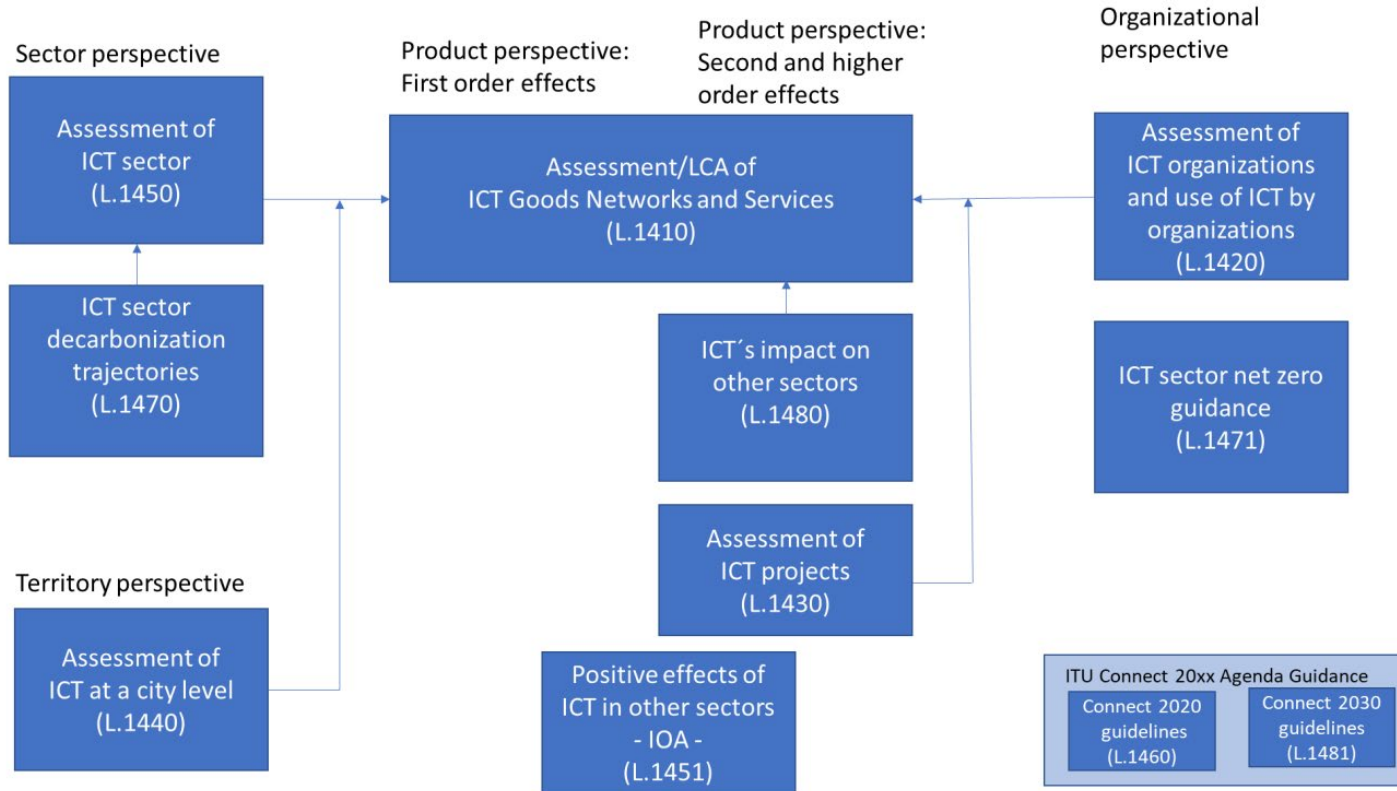 Sector perspective
Assessment of
ICT sector
(L.1450)
ICT sector
decarbonization
trajectories
(L.1470)
Territory perspective
Assessment of
ICT at a city level
(L.1440)
Product perspective:
First order effects
Product perspective:
Second and higher
order effects
Assessment/LCA of
ICT Goods Networks and Services
(L.1410)
ICT´s impact on
other sectors
(L.1480)
Assessment of
ICT projects
(L.1430)
Positive effects of
ICT in other sectors
- IOA -
(L.1451)
Organizational
perspective
Assessment of
ICT organizations
and use of ICT by
organizations
(L.1420)
ICT sector net zero
guidance
(L.1471)
ITU Connect 20xx Agenda Guidance
Connect 2020
guidelines
(L.1460)
Connect 2030
guidelines
(L.1481)